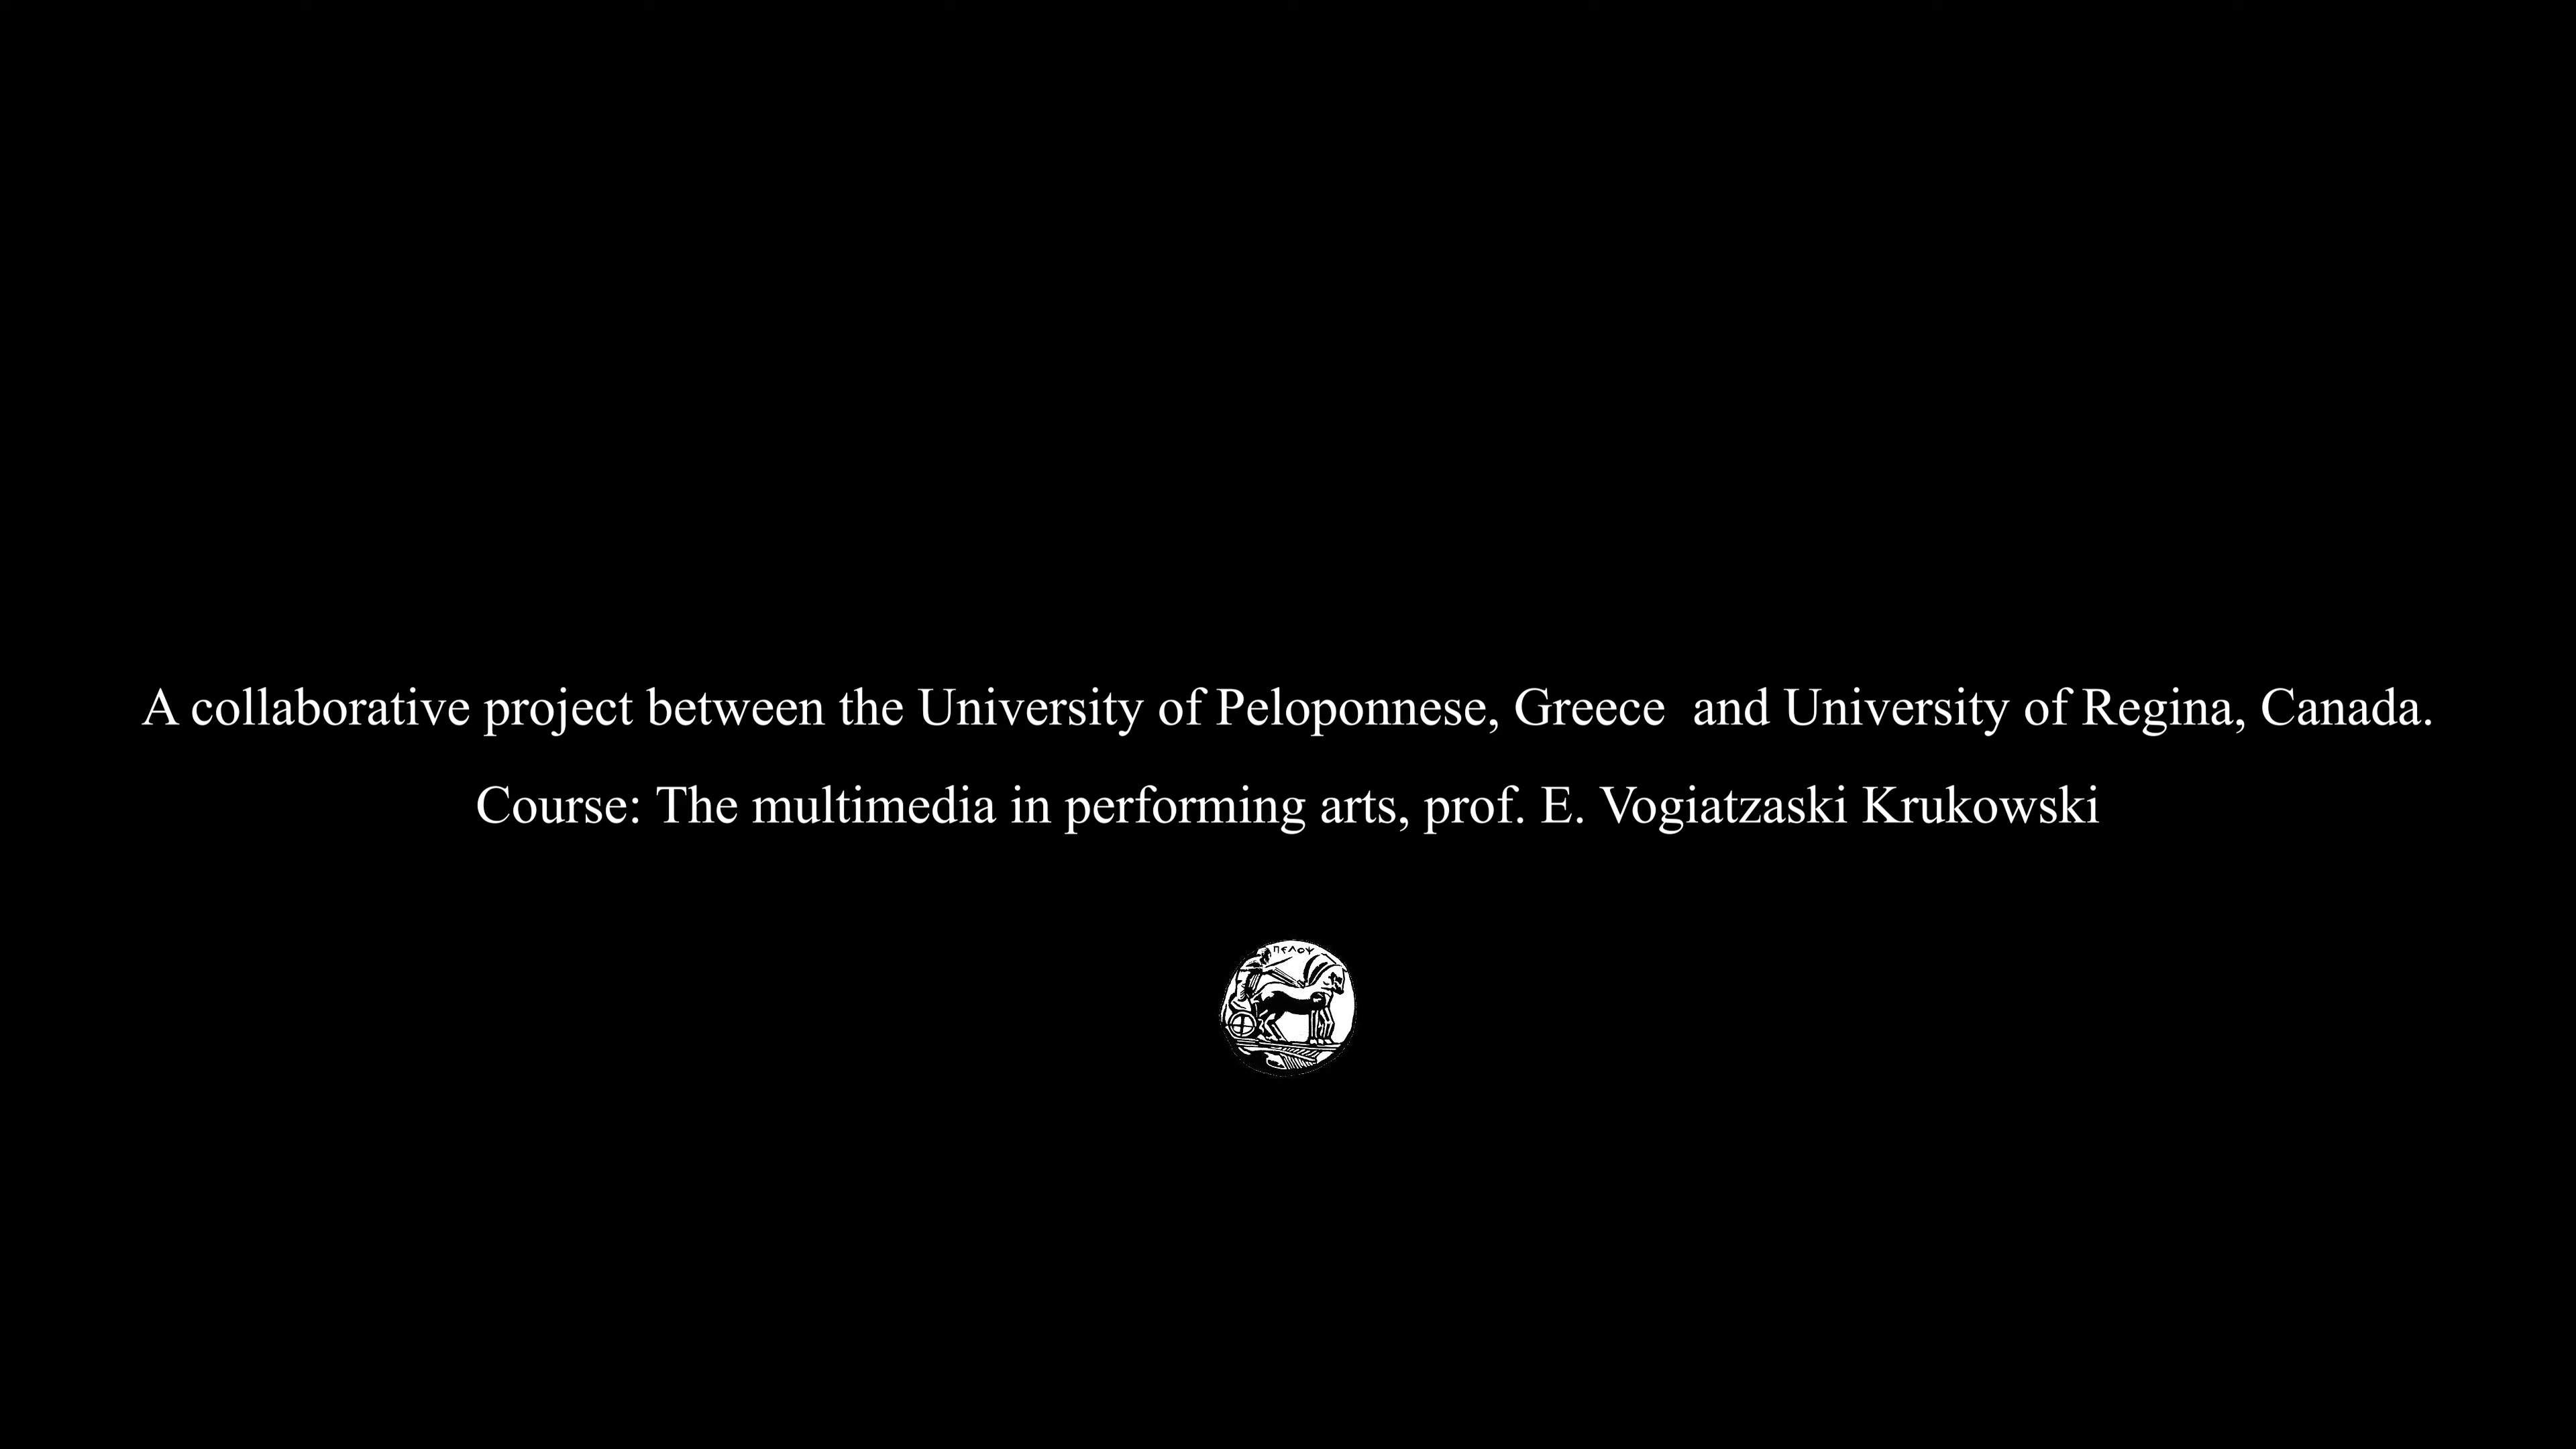 A collaborative project between the University of Peloponnese, Greece  and University of Regina, Canada.
Course: The multimedia in performing arts, prof. E. Vogiatzaski Krukowski
ΠΕΛΟΨ